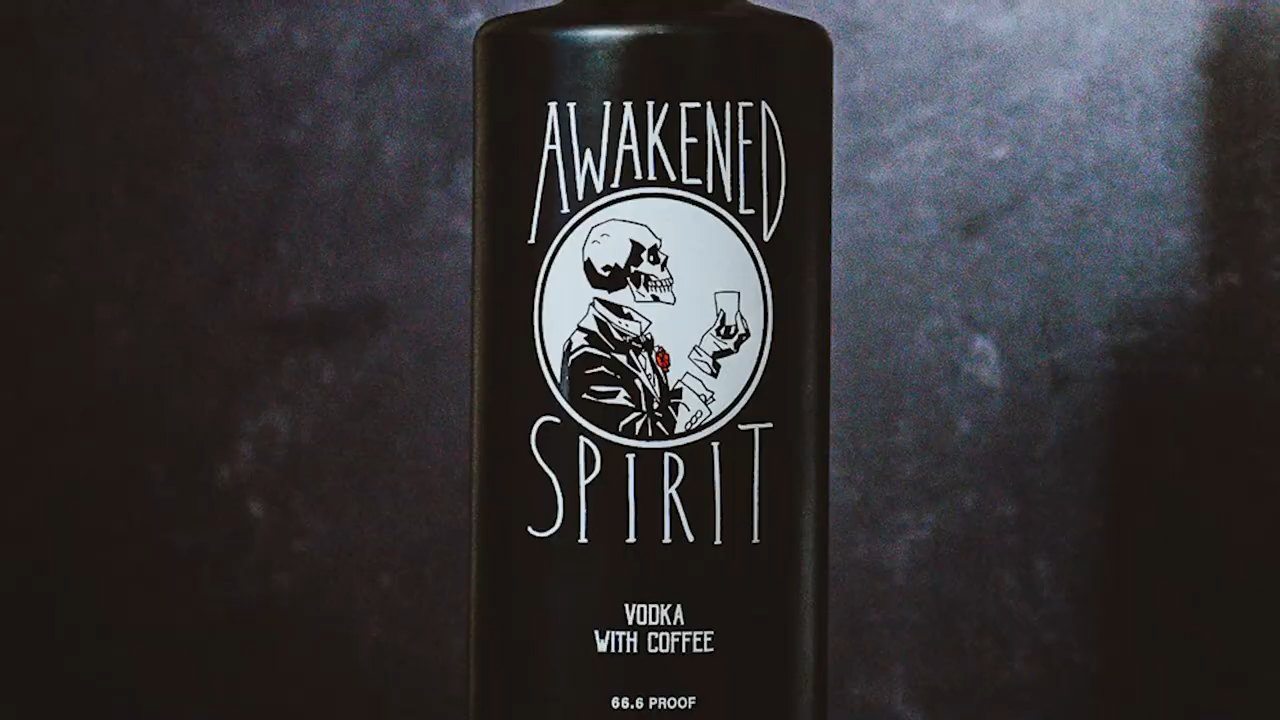 AWAKENED
SPIRIT
VODKA
WITH COFFEE
66.6 PROOF